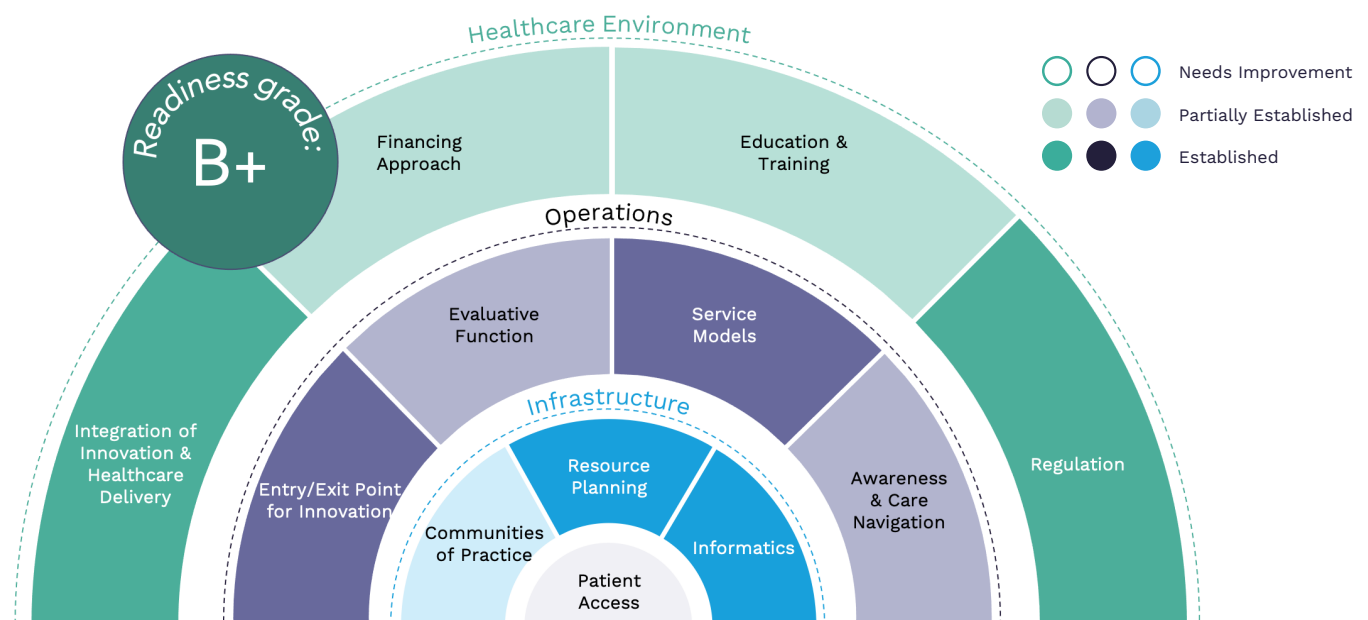 Healthcare Environment
Readiness grade:
B+
Needs Improvement
Partially Established
Established
Financing
Approach
Education &
Training
Operations
Evaluative
Function
Service
Models
Infrastructure
Integration of
Innovation &
Healthcare
Delivery
Entry/Exit Point
for Innovation
Communities
of Practice
Resource
Planning
Informatics
Awareness
& Care
Navigation
Regulation
Patient
Access